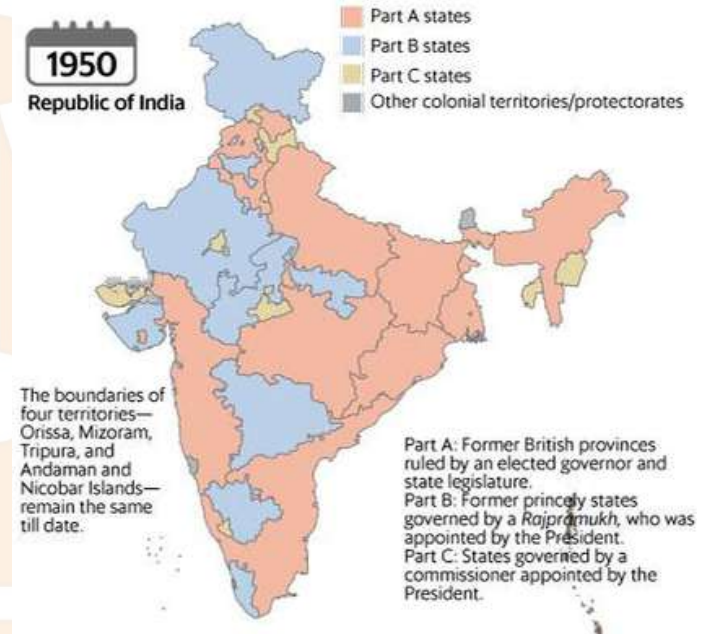 1950
Republic of India
Part A states
Part B states
Part C states
Other colonial territories/protectorates
The boundaries of
four territories—
Orissa, Mizoram,
Tripura, and
Andaman and
Nicobar Islands—
remain the same
till date.
Part A: Former British provinces
ruled by an elected governor and
state legislature.
Part B: Former princely states
governed by a Rajpramukh, who was
appointed by the President.
Part C: States governed by a
commissioner appointed by the
President.